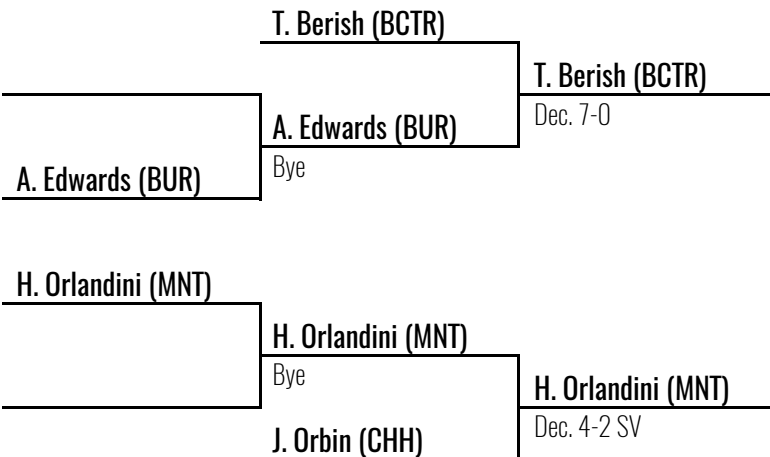 T. Berish (BCTR)
T. Berish (BCTR)
Dec. 7-0
A. Edwards (BUR)
Bye
A. Edwards (BUR)
H. Orlandini (MNT)
H. Orlandini (MNT)
Bye
H. Orlandini (MNT)
Dec. 4-2 SV
J. Orbin (CHH)